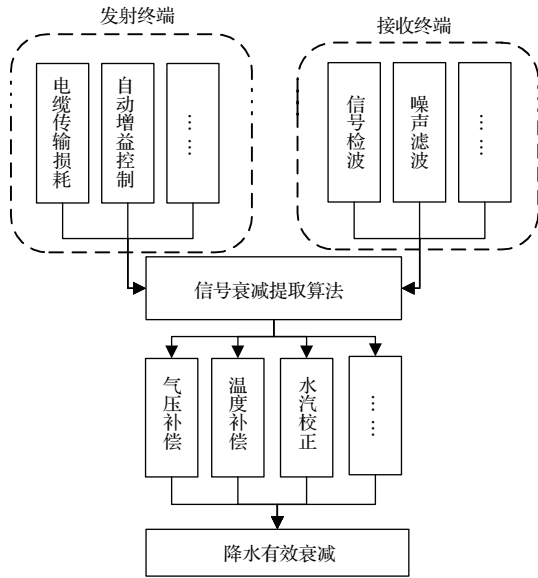 发射终端
接收终端
电缆传输损耗
自动增益控制
……
信号检波
噪声滤波
……
信号衰减提取算法
气压补偿
温度补偿
水汽校正
……
降水有效衰减